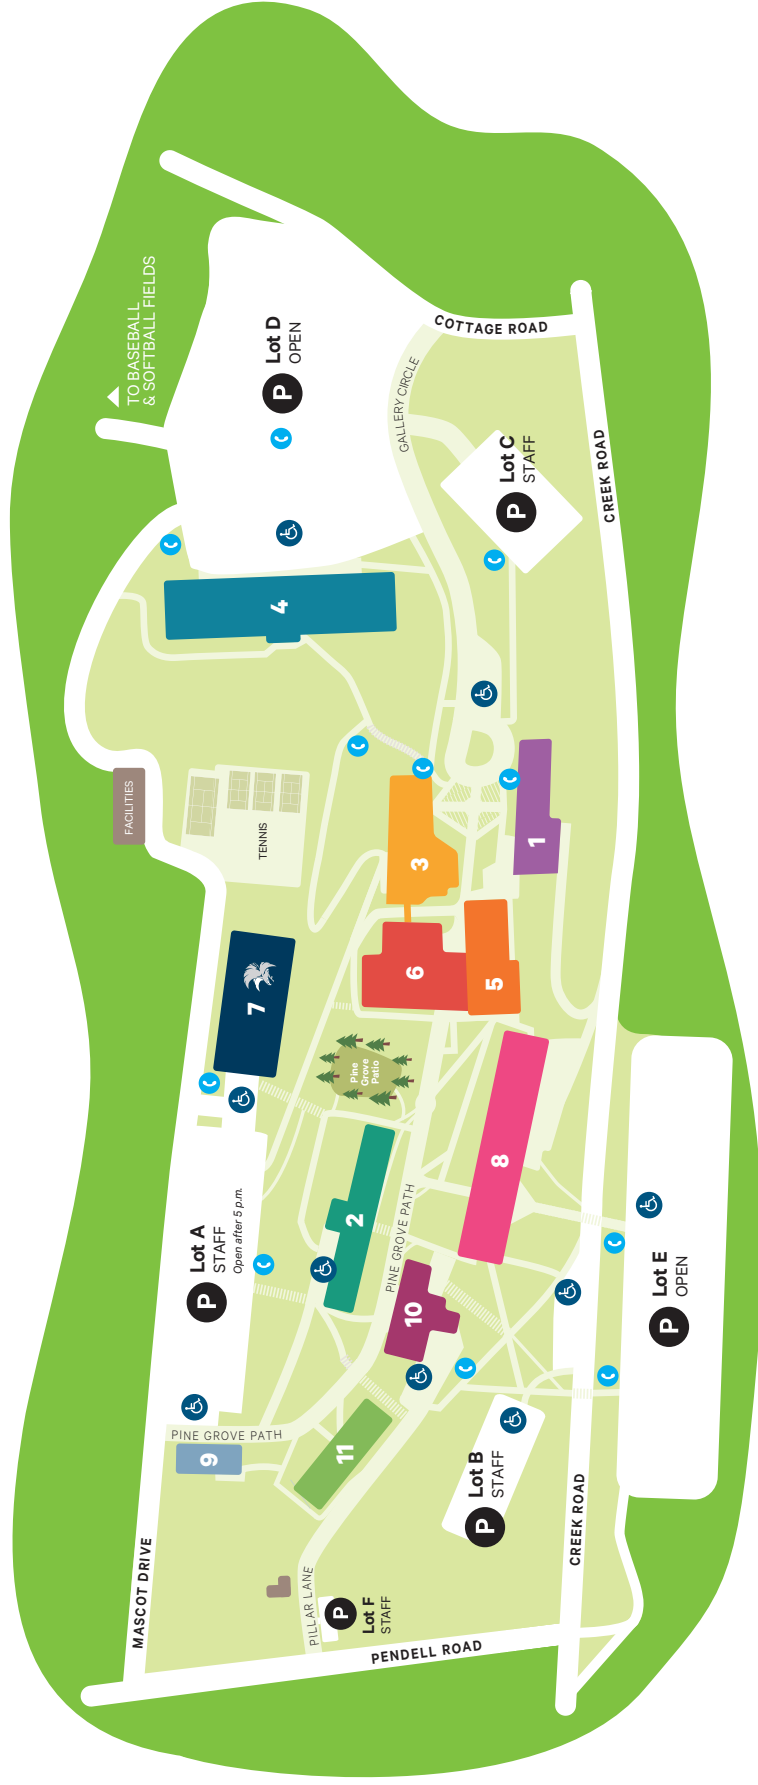 TO BASEBALL
& SOFTBALL FIELDS
P
Lot D
OPEN
COTTAGE ROAD
GALLERY CIRCLE
P
Lot C
STAFF
CREEK ROAD
4
FACILITIES
TENNIS
3
1
7
6
5
Pine
Grove
Patio
8
2
PINE GROVE PATH
P
Lot A
STAFF
Open after 5 p.m.
10
P
Lot E
OPEN
PINE GROVE PATH
9
11
P
Lot B
STAFF
CREEK ROAD
MASCOT DRIVE
PILLAR LANE
P
Lot F
STAFF
PENDELL ROAD